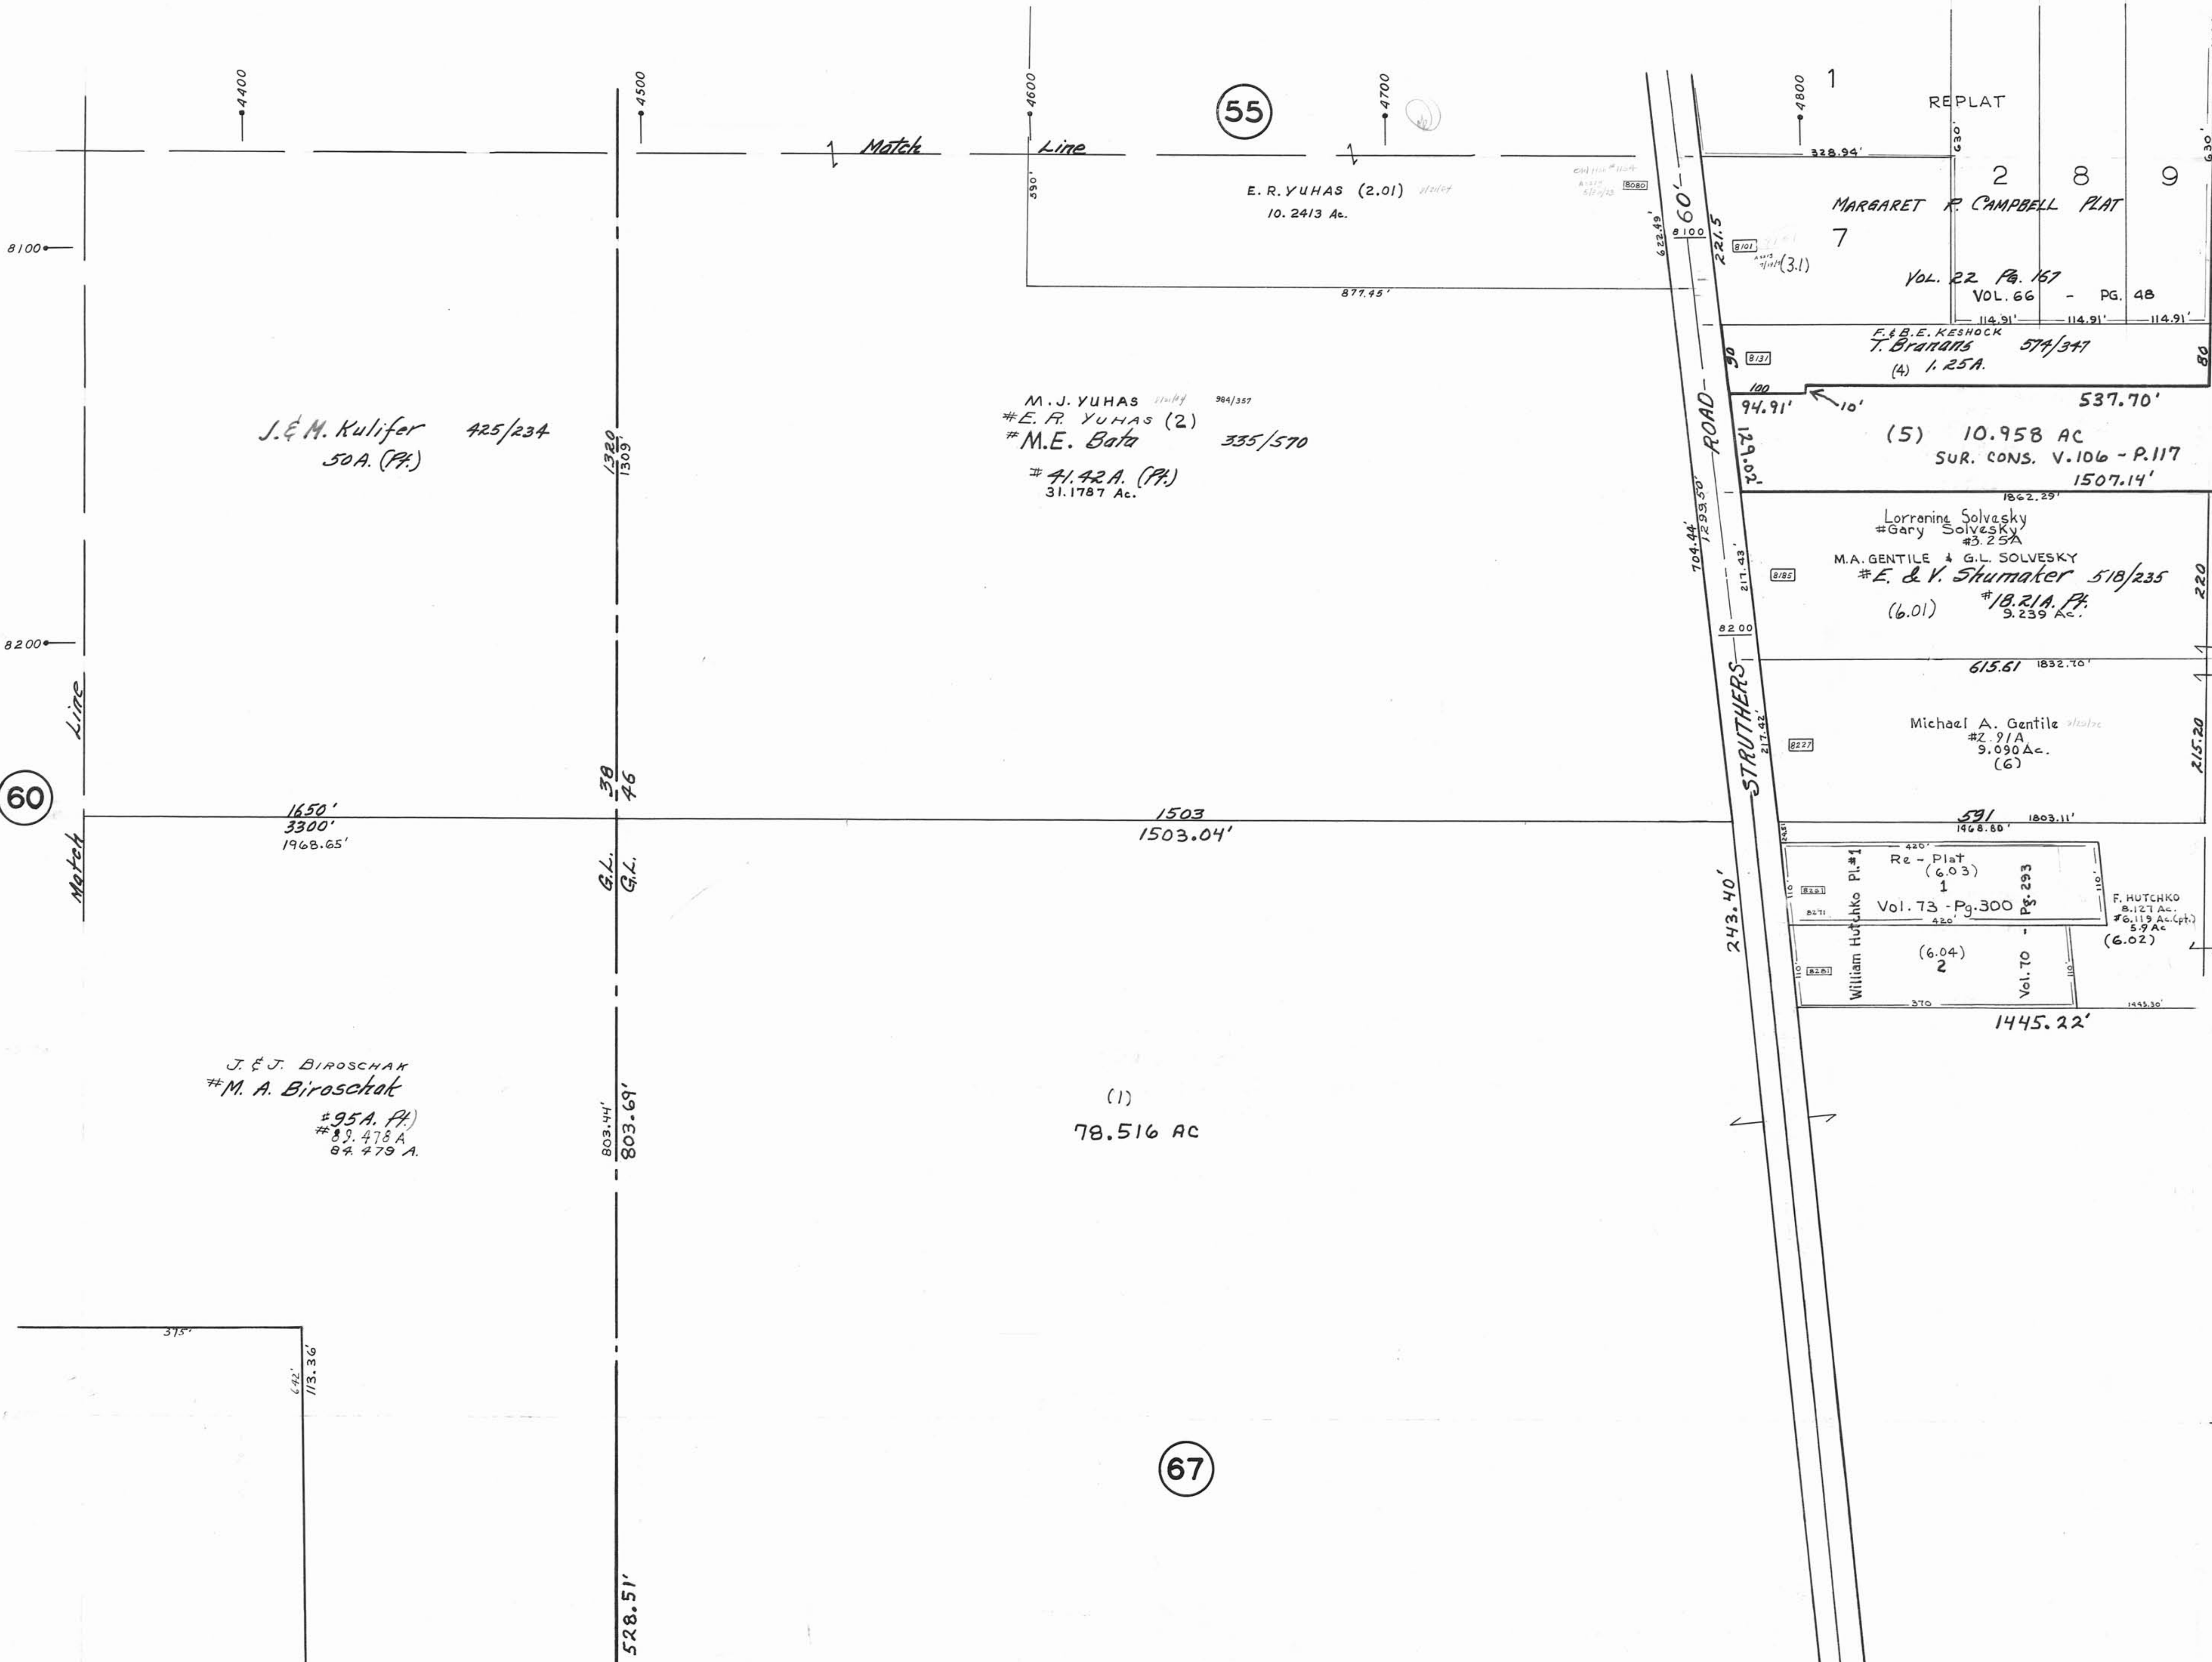 4400
4500
4600
55
4700
4800
1
REPLAT
Match Line
328.94'
630'
630'
590'
E.R. YUHAS (2.01)
10.2413 Ac.
8080
2 8 9
MARGARET P. CAMPBELL PLAT
7
8100
622.49'
60'
8100
221.5
8101
(3.1)
VOL. 22 PG. 167
VOL. 66 - PG. 48
877.45'
114.91' 114.91' 114.91'
F. & B.E. KESHOCK
T. Branans 574/347
(4) 1.25A.
90
8131
80
100
94.91'
10'
537.70'
M.J. YUHAS 984/357
#E.R. YUHAS (2)
#M.E. Bata 335/570
#41.42A. (Pt.)
31.1787 Ac.
J. & M. Kulifer 425/234
50A. (Pt.)
1320
1309'
ROAD
129.02'
(5) 10.958 AC
SUR. CONS. V.106 - P.117
1507.14'
1862.29'
704.44'
1299.50'
217.43'
Lorranine Solvesky
#Gary Solvesky
#3.25A
M.A. GENTILE & G.L. SOLVESKY
#E. & V. Shumaker 518/235
#18.21A. Pt.
(6.01) 9.239 Ac.
8185
220
8200
8200
615.61 1832.70'
Match Line
STRUTHERS
217.42'
Michael A. Gentile
#2.91A
9.090 Ac.
(6)
8227
215.20
60
G.L. 38
G.L. 46
1650'
3300'
1968.65'
1503
1503.04'
591 1803.11'
1468.80'
243.40'
420'
Re - Plat
(6.03)
1
Vol. 73 - Pg. 300
420'
110'
110'
8261
8271
William Hutchko Pl.#1
Vol. 70 - Pg. 293
F. HUTCHKO
8.127 Ac.
#6.119 Ac.(pt.)
5.9 Ac
(6.02)
(6.04)
2
110'
110'
8281
370
1445.30'
1445.22'
J. & J. BIROSCHAK
#M. A. Biroschak
#95A. Pt.)
#89.478 A
84.479 A.
803.44'
803.69'
(1)
78.516 AC
375'
642'
113.36'
67
528.51'